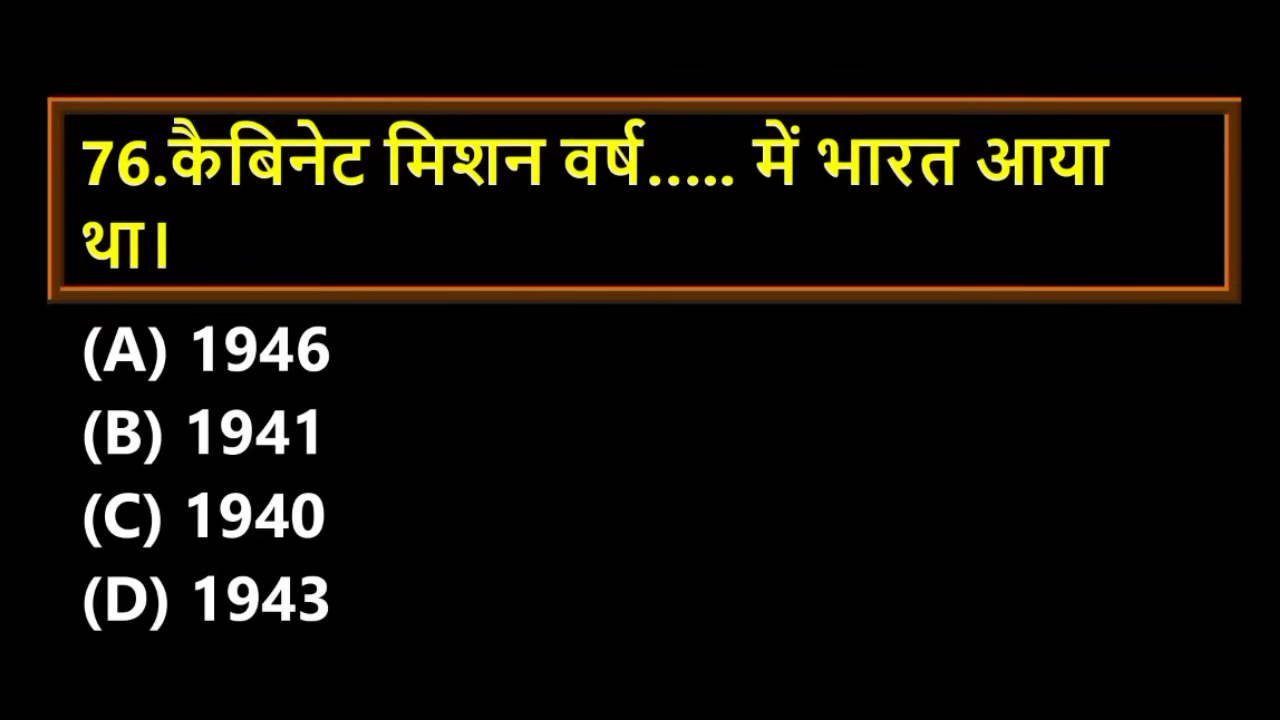 76.कैबिनेट मिशन वर्ष..... में भारत आया
था।
(A) 1946
(B) 1941
(C) 1940
(D) 1943